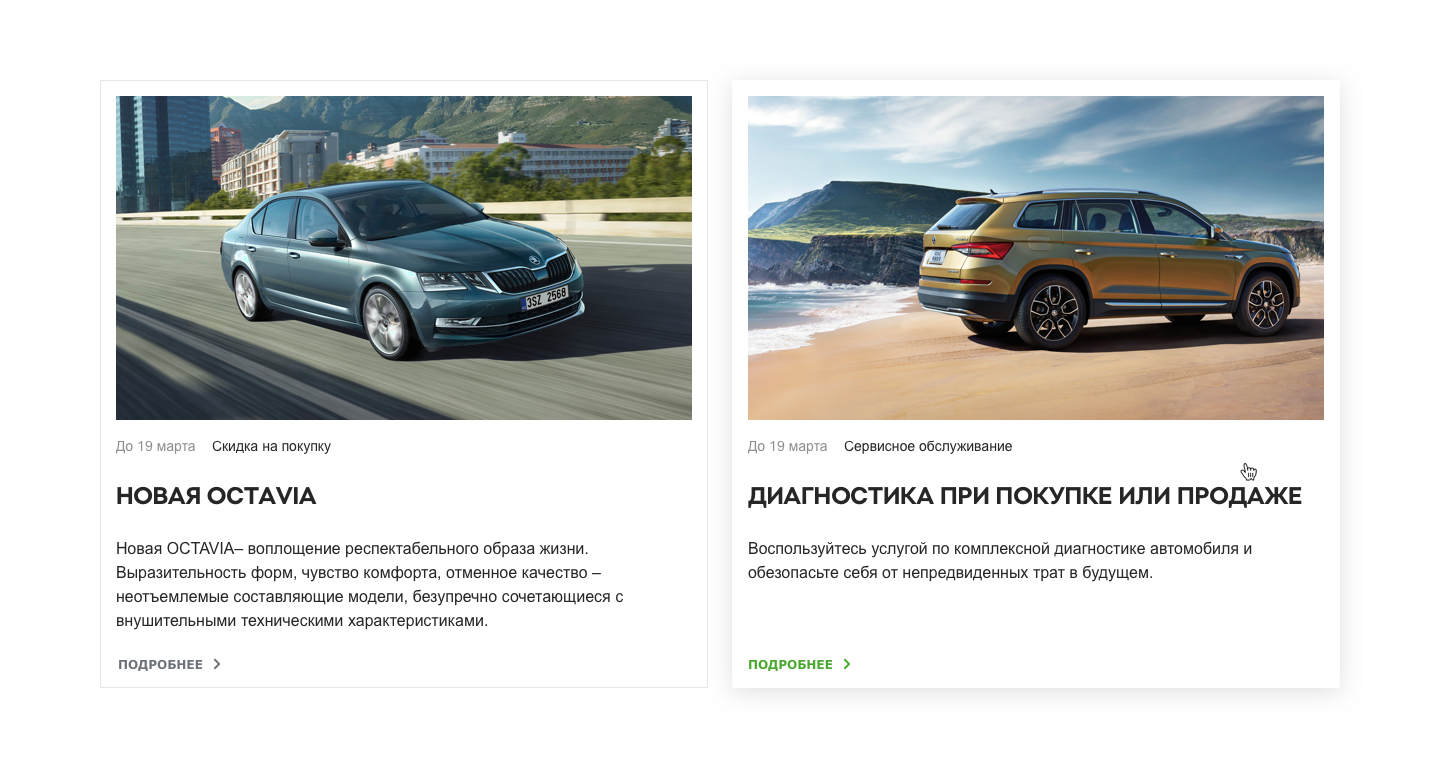 3SZ 2568
До 19 марта Скидка на покупку
НОВАЯ OCTAVIA
Новая OCTAVIA– воплощение респектабельного образа жизни.
Выразительность форм, чувство комфорта, отменное качество –
неотъемлемые составляющие модели, безупречно сочетающиеся с
внушительными техническими характеристиками.
ПОДРОБНЕЕ
До 19 марта Сервисное обслуживание
ДИАГНОСТИКА ПРИ ПОКУПКЕ ИЛИ ПРОДАЖЕ
Воспользуйтесь услугой по комплексной диагностике автомобиля и
обезопасьте себя от непредвиденных трат в будущем.
ПОДРОБНЕЕ